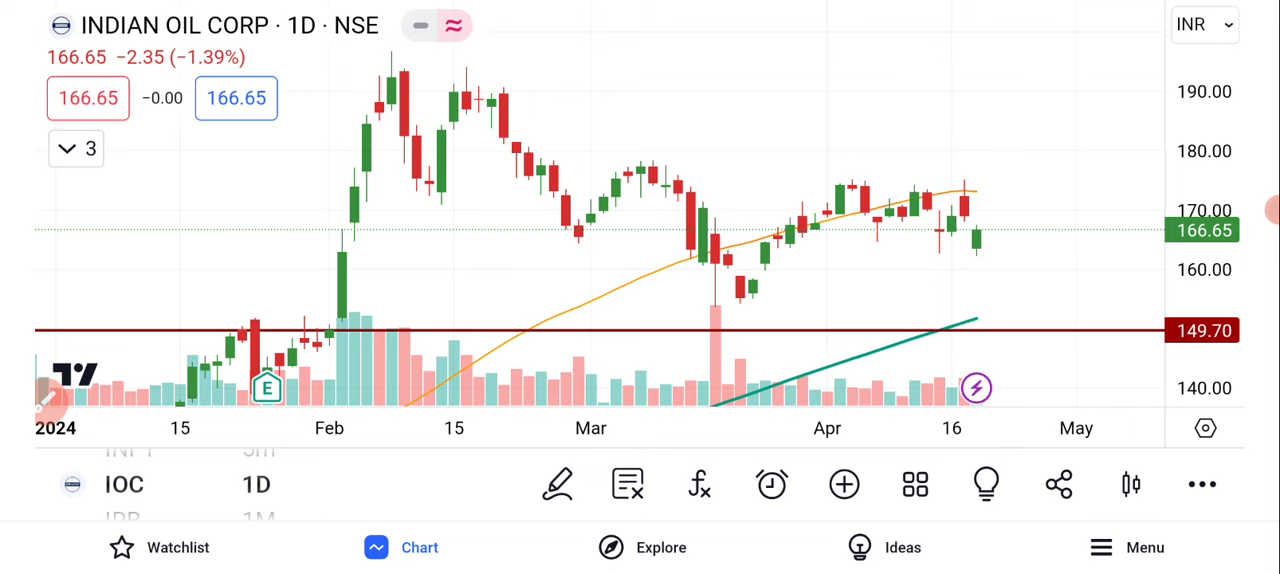 INDIAN OIL CORP · 1D · NSE
INR
166.65 −2.35 (−1.39%)
166.65 −0.00 166.65
3
190.00
180.00
170.00
166.65
160.00
149.70
140.00
E
2024 15 Feb 15 Mar Apr 16 May
IOC 1D
Watchlist Chart Explore Ideas Menu